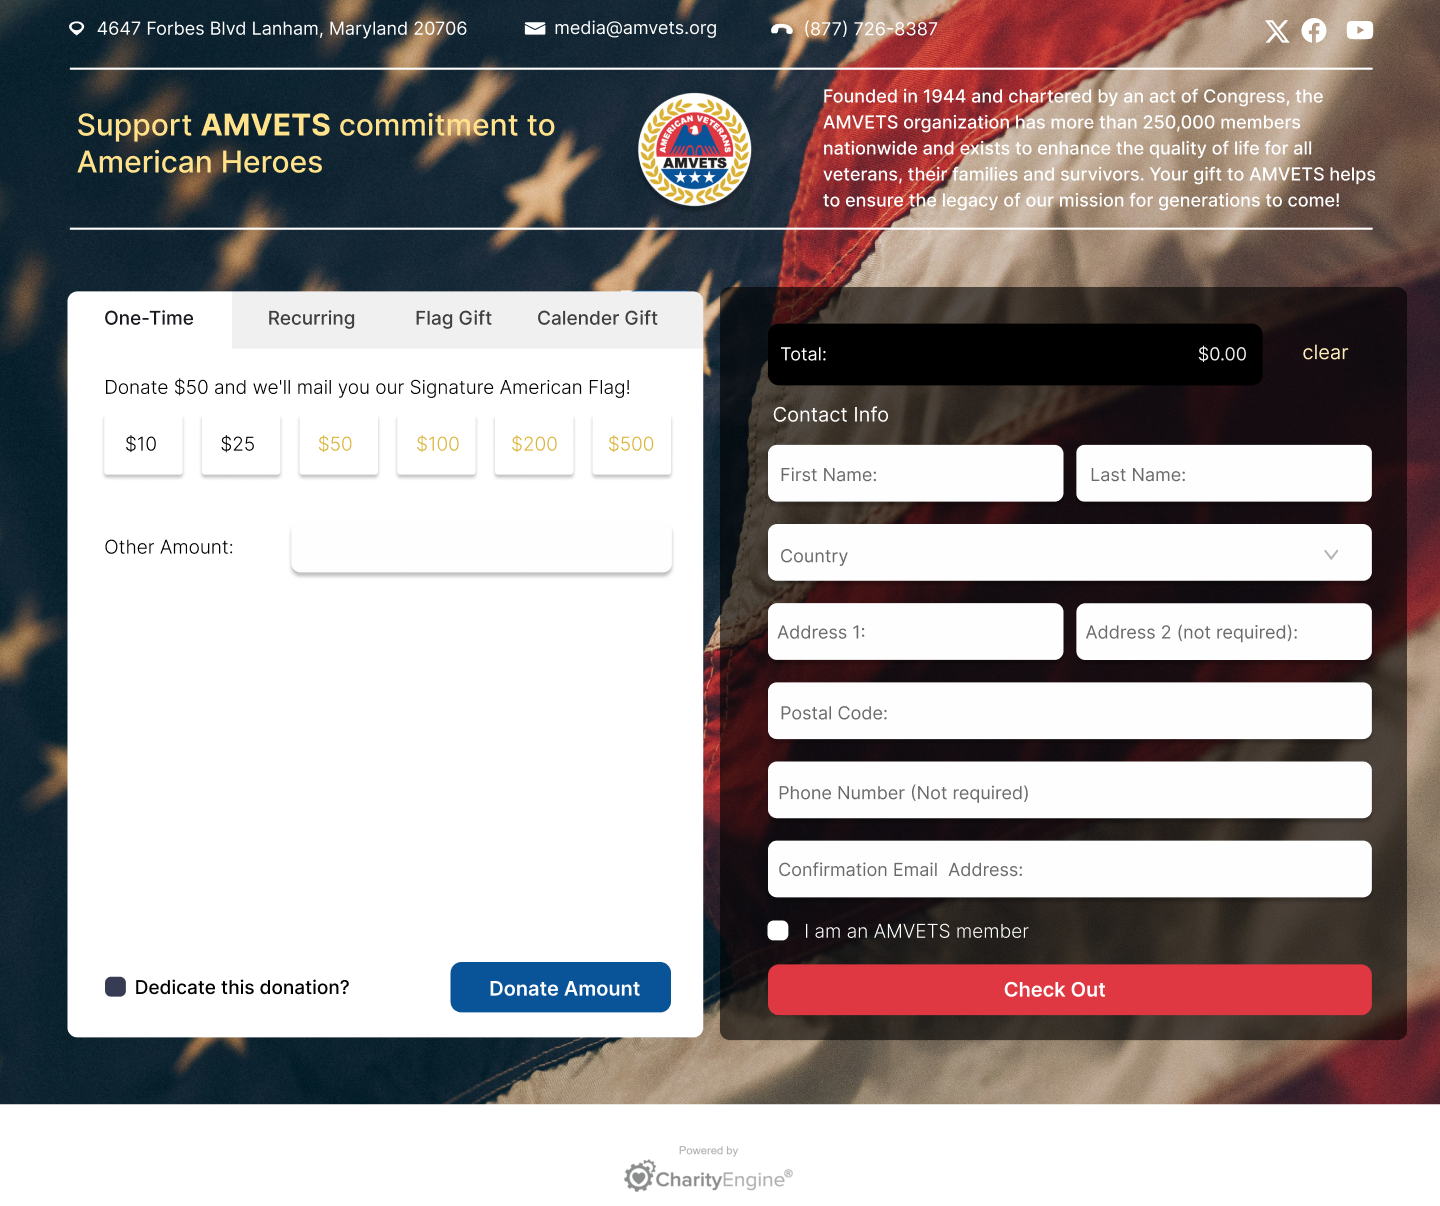 4647 Forbes Blvd Lanham, Maryland 20706
media@amvets.org
(877) 726-8387
Support AMVETS commitment to
American Heroes
AMERICAN VETERANS
AMVETS
Founded in 1944 and chartered by an act of Congress, the
AMVETS organization has more than 250,000 members
nationwide and exists to enhance the quality of life for all
veterans, their families and survivors. Your gift to AMVETS helps
to ensure the legacy of our mission for generations to come!
One-Time
Recurring
Flag Gift
Calender Gift
Donate $50 and we'll mail you our Signature American Flag!
$10
$25
$50
$100
$200
$500
Other Amount:
Dedicate this donation?
Donate Amount
Total:
$0.00
clear
Contact Info
First Name:
Last Name:
Country
Address 1:
Address 2 (not required):
Postal Code:
Phone Number (Not required)
Confirmation Email Address:
I am an AMVETS member
Check Out
Powered by
CharityEngine®